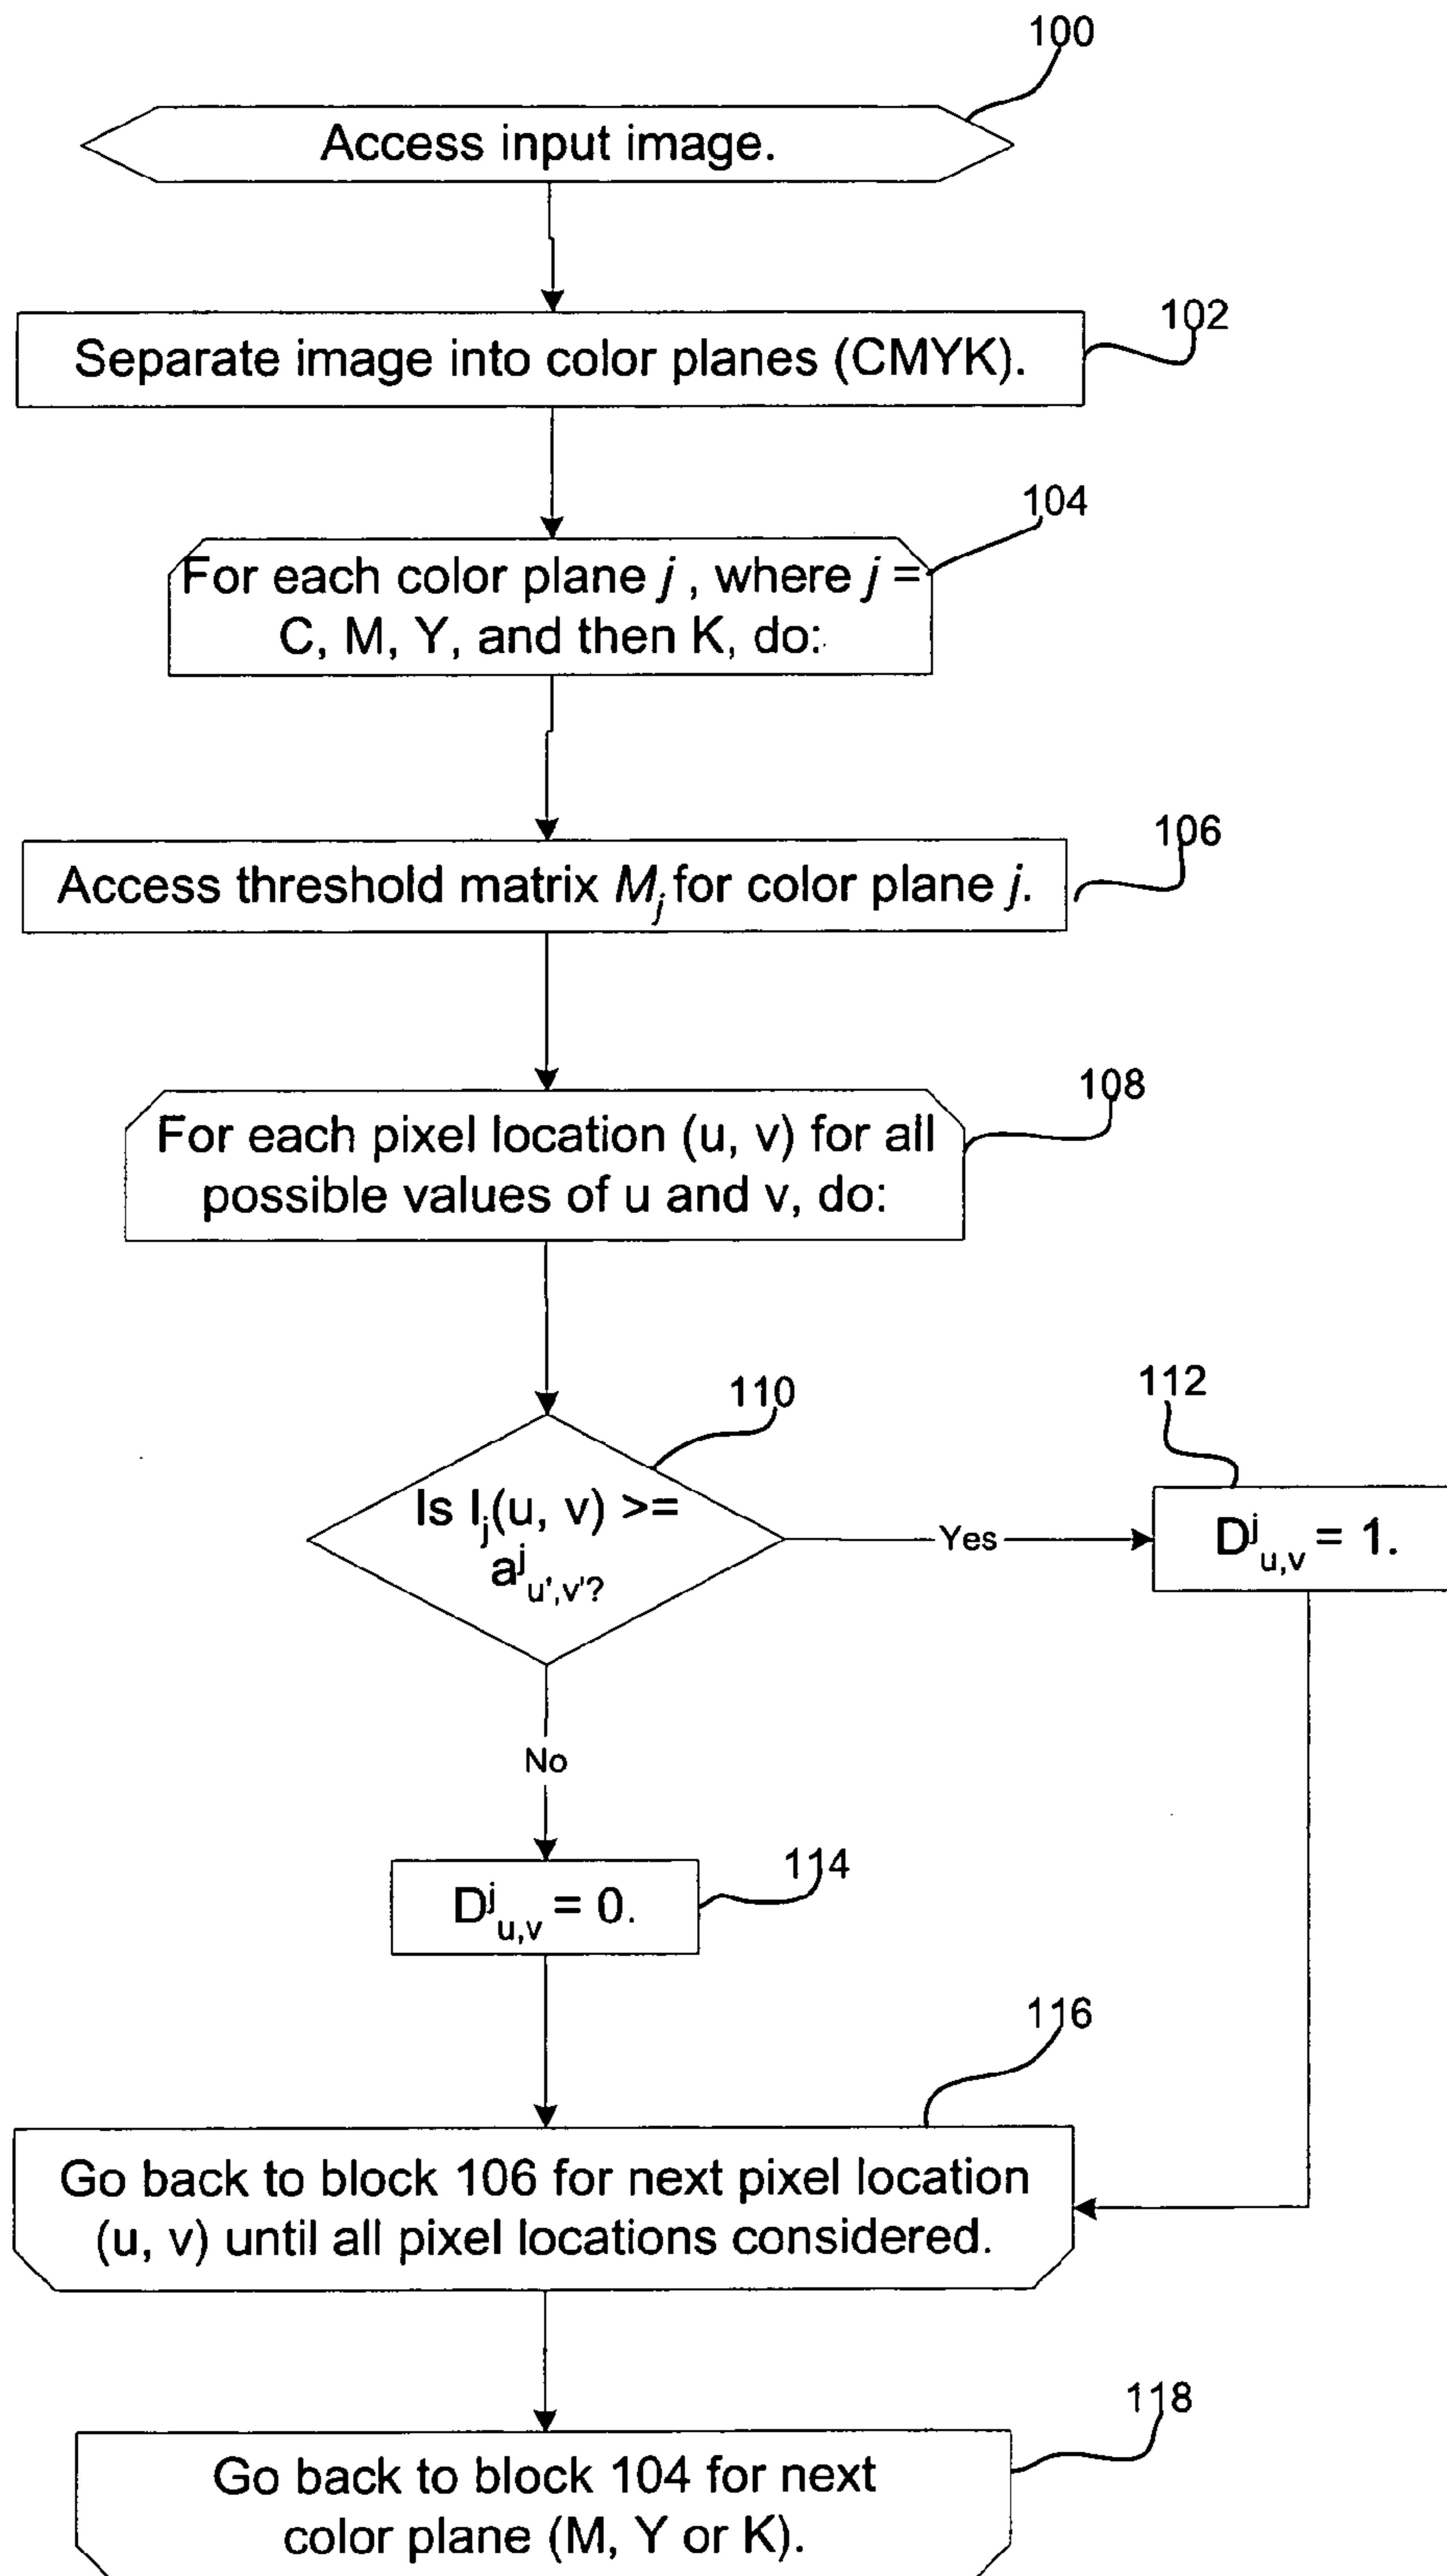 100
Access input image.
102
Separate image into color planes (CMYK).
104
For each color plane j , where j =
C, M, Y, and then K, do:
106
Access threshold matrix Mj for color plane j.
108
For each pixel location (u, v) for all
possible values of u and v, do:
110
112
Is Ij(u, v) >=
aju',v'?
Yes
Dju,v = 1.
No
114
Dju,v = 0.
116
Go back to block 106 for next pixel location
(u, v) until all pixel locations considered.
118
Go back to block 104 for next
color plane (M, Y or K).